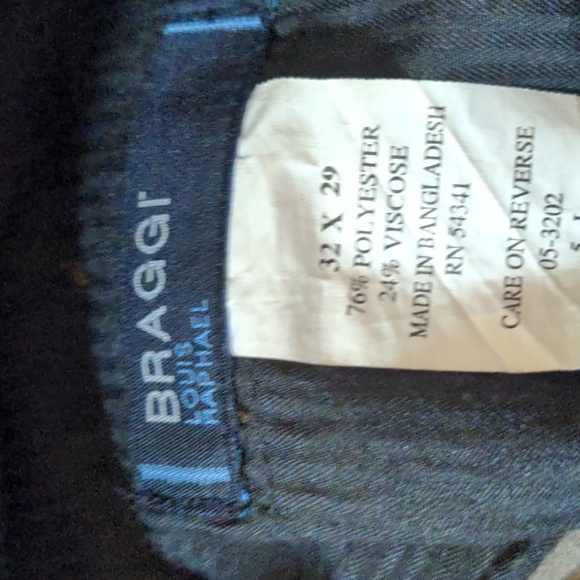 BRAGGI
LOUIS
RAPHAEL
32 X 29
76% POLYESTER
24% VISCOSE
MADE IN BANGLADESH
RN 54341
CARE ON REVERSE
05-3202